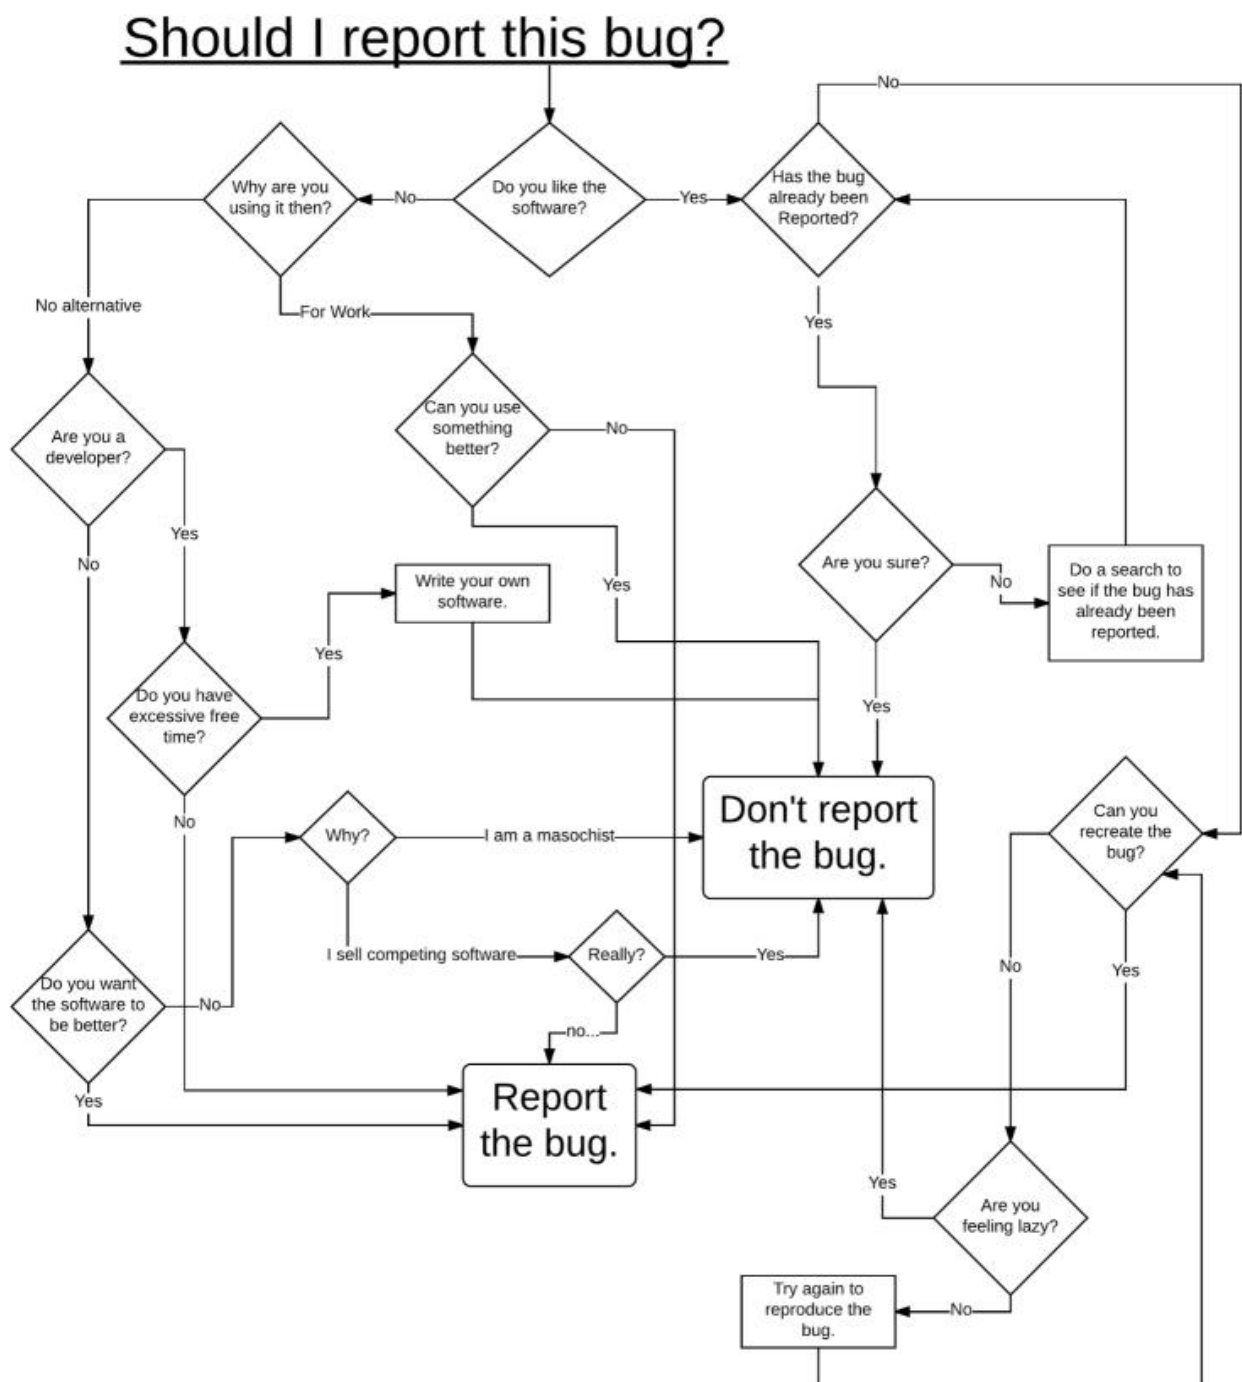 Should I report this bug?
No
Why are you
using it then?
No
Do you like the
software?
Yes
Has the bug
already been
Reported?
No alternative
For Work
Yes
Can you use
something
better?
No
Are you a
developer?
Yes
No
Write your own
software.
Yes
Are you sure?
No
Do a search to
see if the bug has
already been
reported.
Yes
Do you have
excessive free
time?
Yes
Don't report
the bug.
Can you
recreate the
bug?
No
Why?
I am a masochist
I sell competing software
Really?
Yes
No
Yes
Do you want
the software to
be better?
No
no...
Yes
Report
the bug.
Yes
Are you
feeling lazy?
Try again to
reproduce the
bug.
No